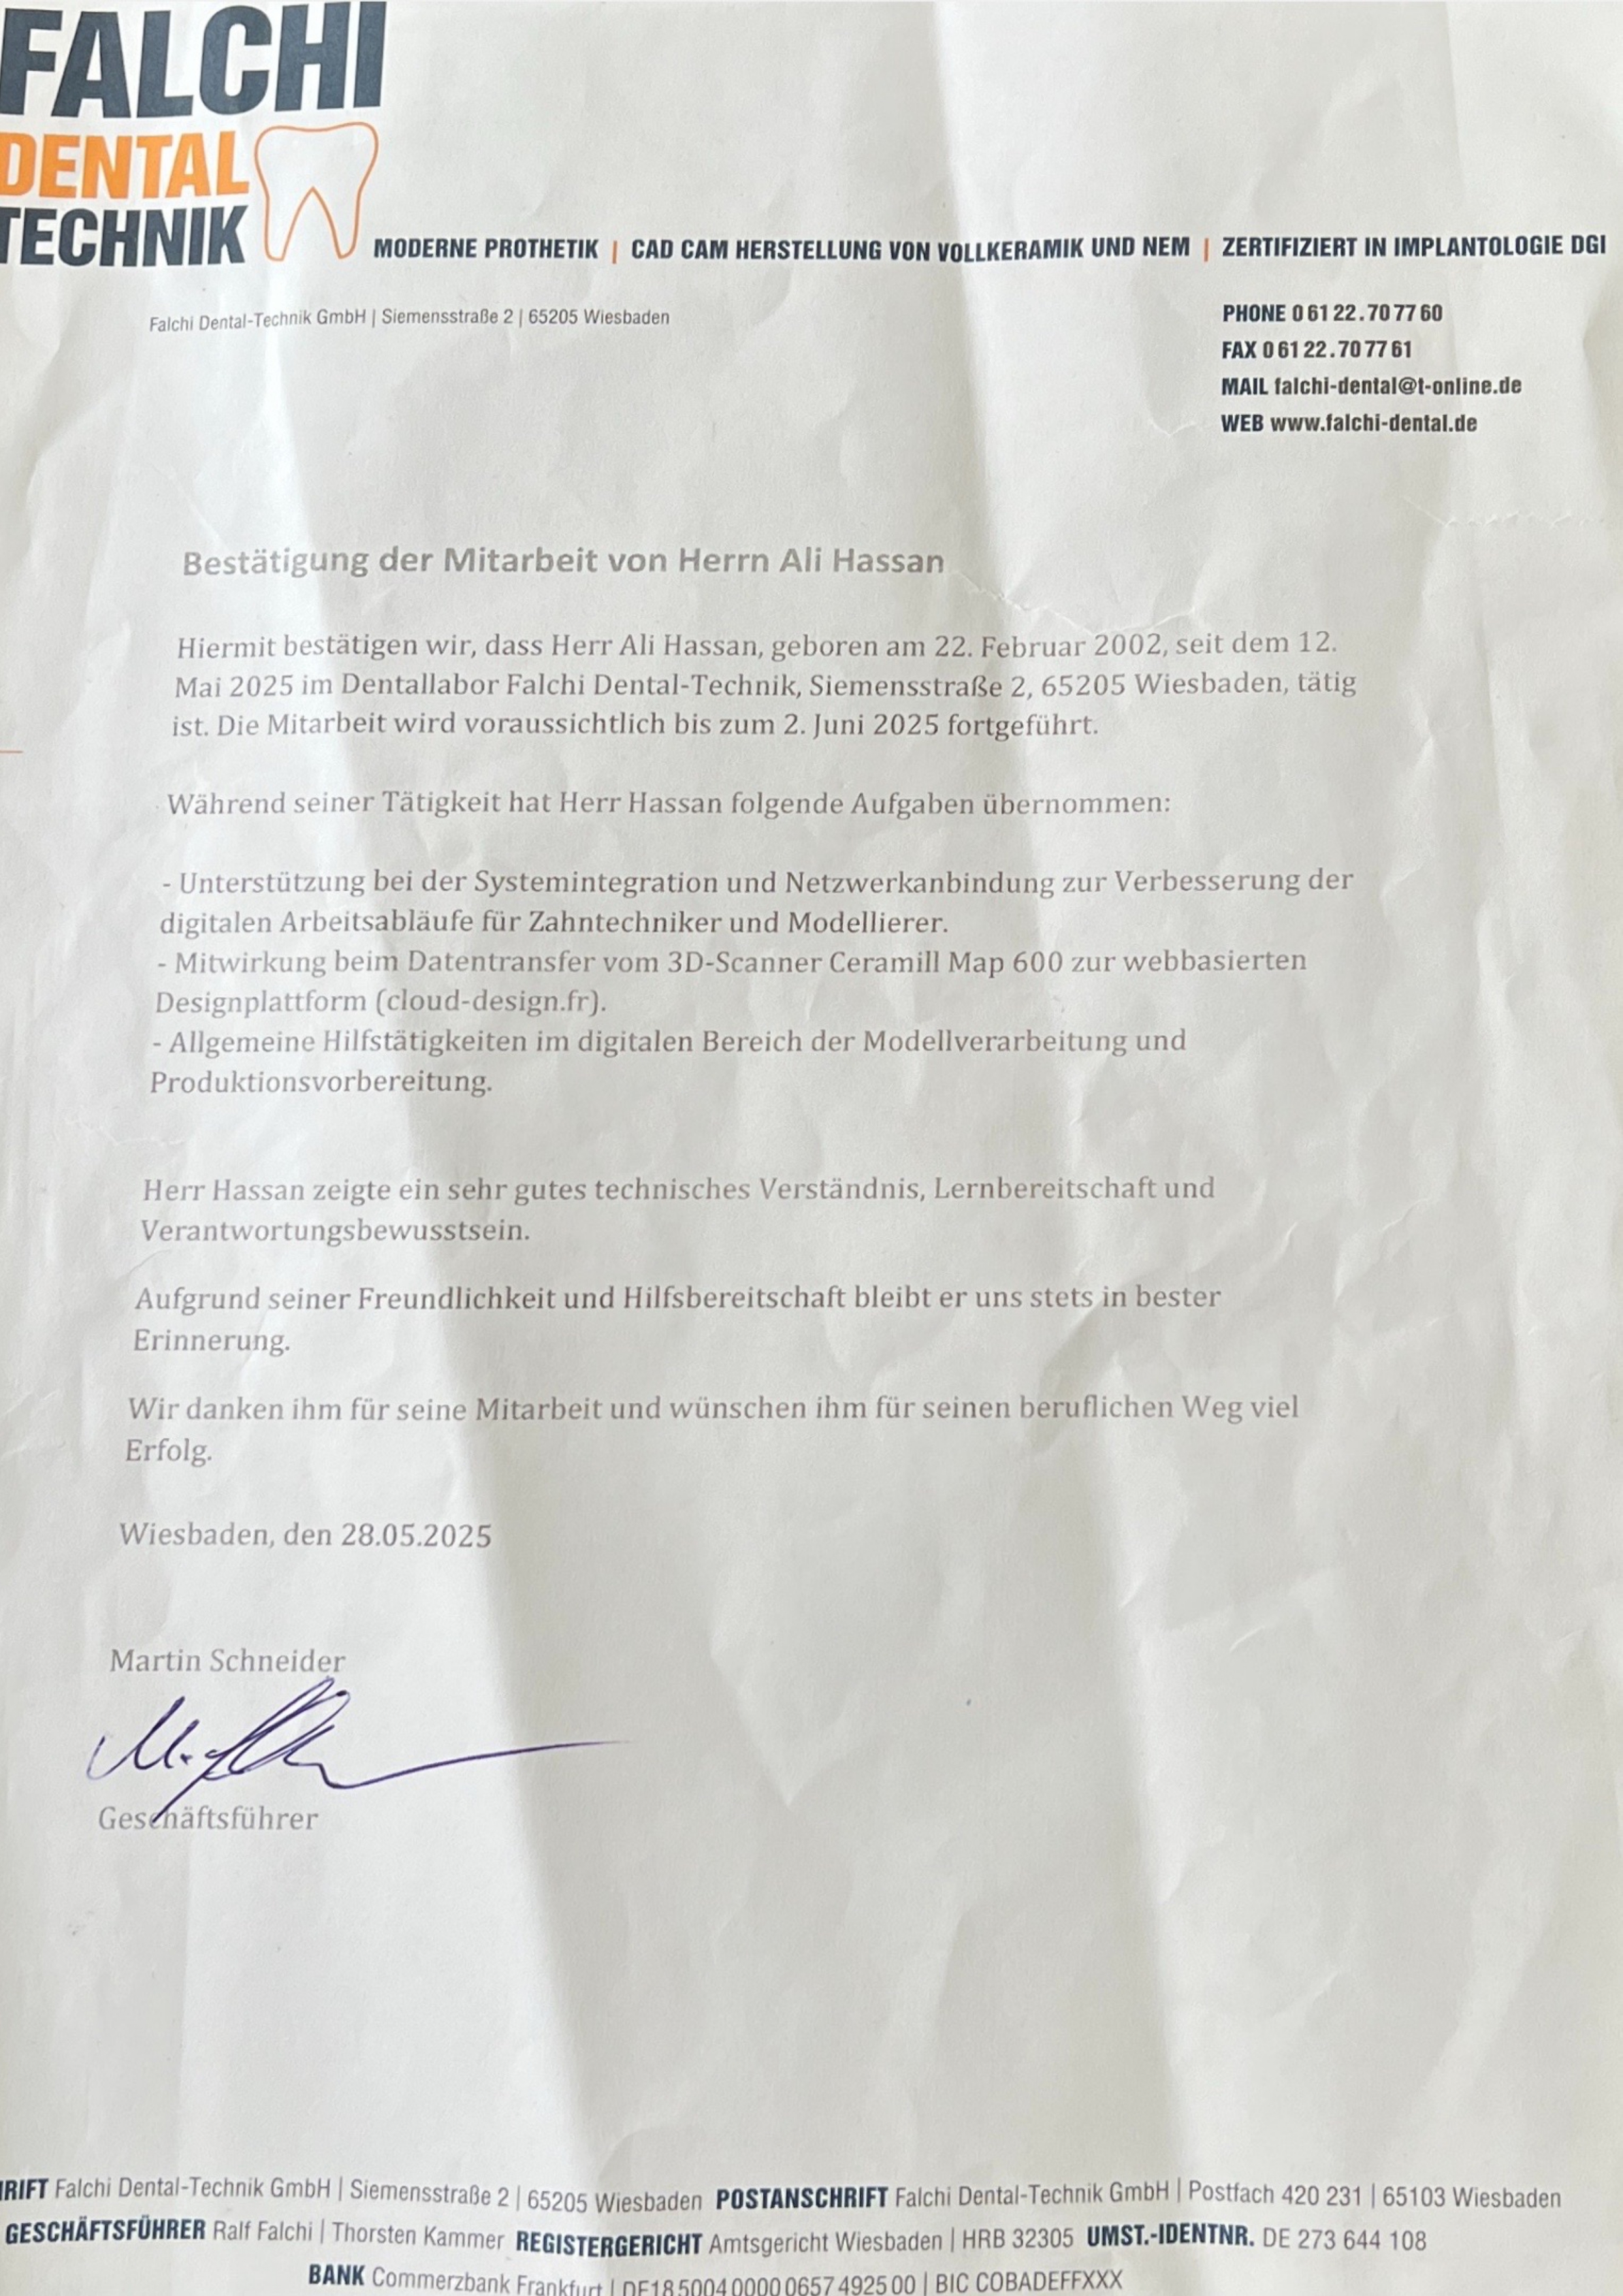 FALCHI
DENTAL
TECHNIK
MODERNE PROTHETIK | CAD CAM HERSTELLUNG VON VOLLKERAMIK UND NEM | ZERTIFIZIERT IN IMPLANTOLOGIE DGI
Falchi Dental-Technik GmbH | Siemensstraße 2 | 65205 Wiesbaden
PHONE 0 61 22 . 70 77 60
FAX 0 61 22 . 70 77 61
MAIL falchi-dental@t-online.de
WEB www.falchi-dental.de
Bestätigung der Mitarbeit von Herrn Ali Hassan
Hiermit bestätigen wir, dass Herr Ali Hassan, geboren am 22. Februar 2002, seit dem 12.
Mai 2025 im Dentallabor Falchi Dental-Technik, Siemensstraße 2, 65205 Wiesbaden, tätig
ist. Die Mitarbeit wird voraussichtlich bis zum 2. Juni 2025 fortgeführt.
Während seiner Tätigkeit hat Herr Hassan folgende Aufgaben übernommen:
- Unterstützung bei der Systemintegration und Netzwerkanbindung zur Verbesserung der
digitalen Arbeitsabläufe für Zahntechniker und Modellierer.
- Mitwirkung beim Datentransfer vom 3D-Scanner Ceramill Map 600 zur webbasierten
Designplattform (cloud-design.fr).
- Allgemeine Hilfstätigkeiten im digitalen Bereich der Modellverarbeitung und
Produktionsvorbereitung.
Herr Hassan zeigte ein sehr gutes technisches Verständnis, Lernbereitschaft und
Verantwortungsbewusstsein.
Aufgrund seiner Freundlichkeit und Hilfsbereitschaft bleibt er uns stets in bester
Erinnerung.
Wir danken ihm für seine Mitarbeit und wünschen ihm für seinen beruflichen Weg viel
Erfolg.
Wiesbaden, den 28.05.2025
Martin Schneider
Geschäftsführer
RIFT Falchi Dental-Technik GmbH | Siemensstraße 2 | 65205 Wiesbaden POSTANSCHRIFT Falchi Dental-Technik GmbH | Postfach 420 231 | 65103 Wiesbaden
GESCHÄFTSFÜHRER Ralf Falchi | Thorsten Kammer REGISTERGERICHT Amtsgericht Wiesbaden | HRB 32305 UMST.-IDENTNR. DE 273 644 108
BANK Commerzbank Frankfurt | DE18 5004 0000 0657 4925 00 | BIC COBADEFFXXX